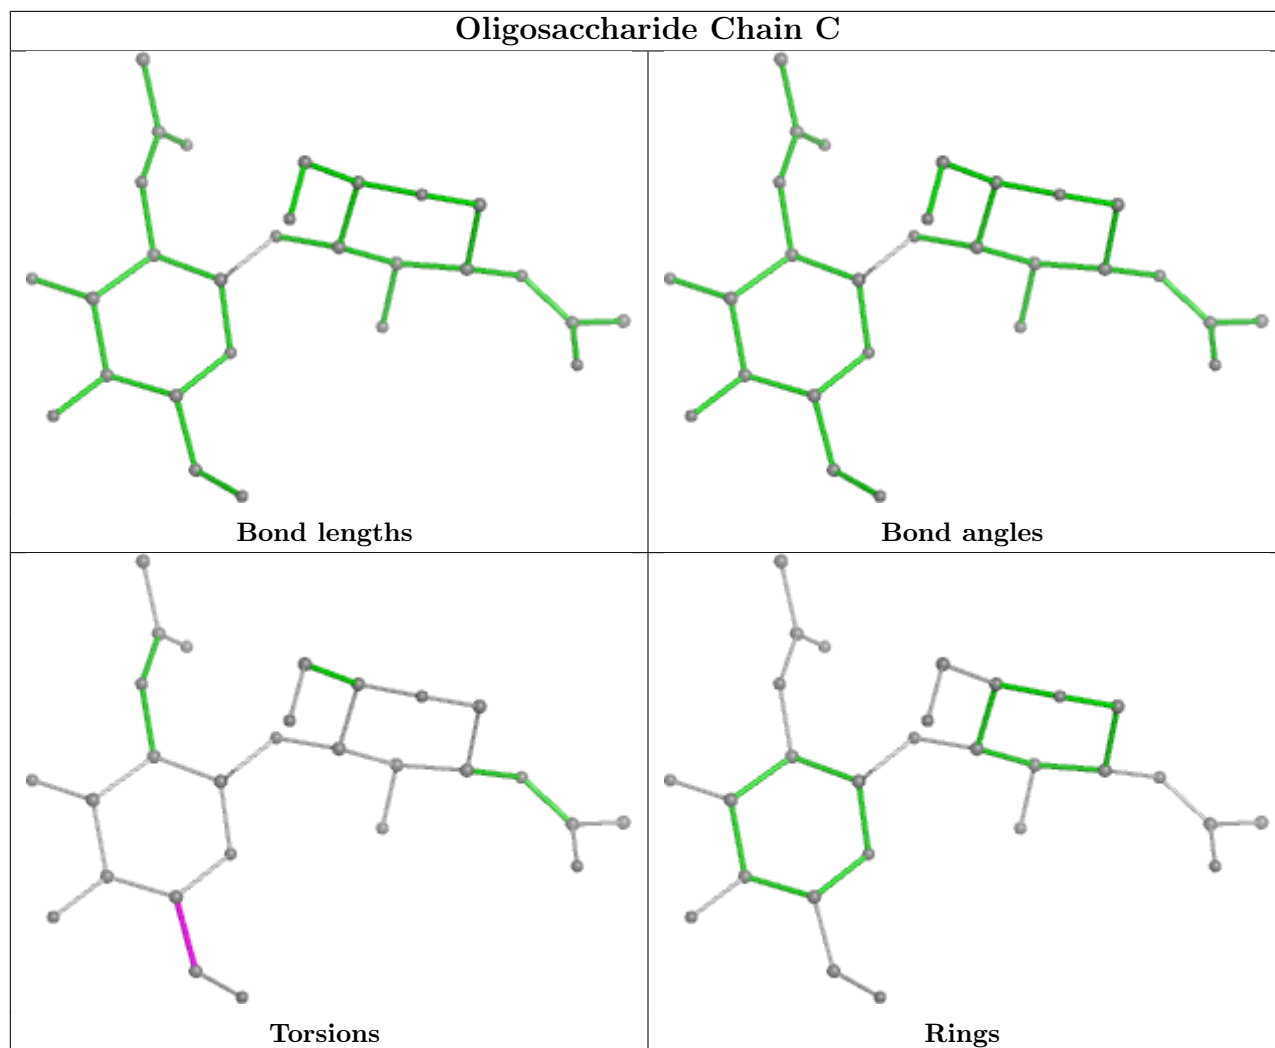 Oligosaccharide Chain C
Bond lengths
Bond angles
Torsions
Rings